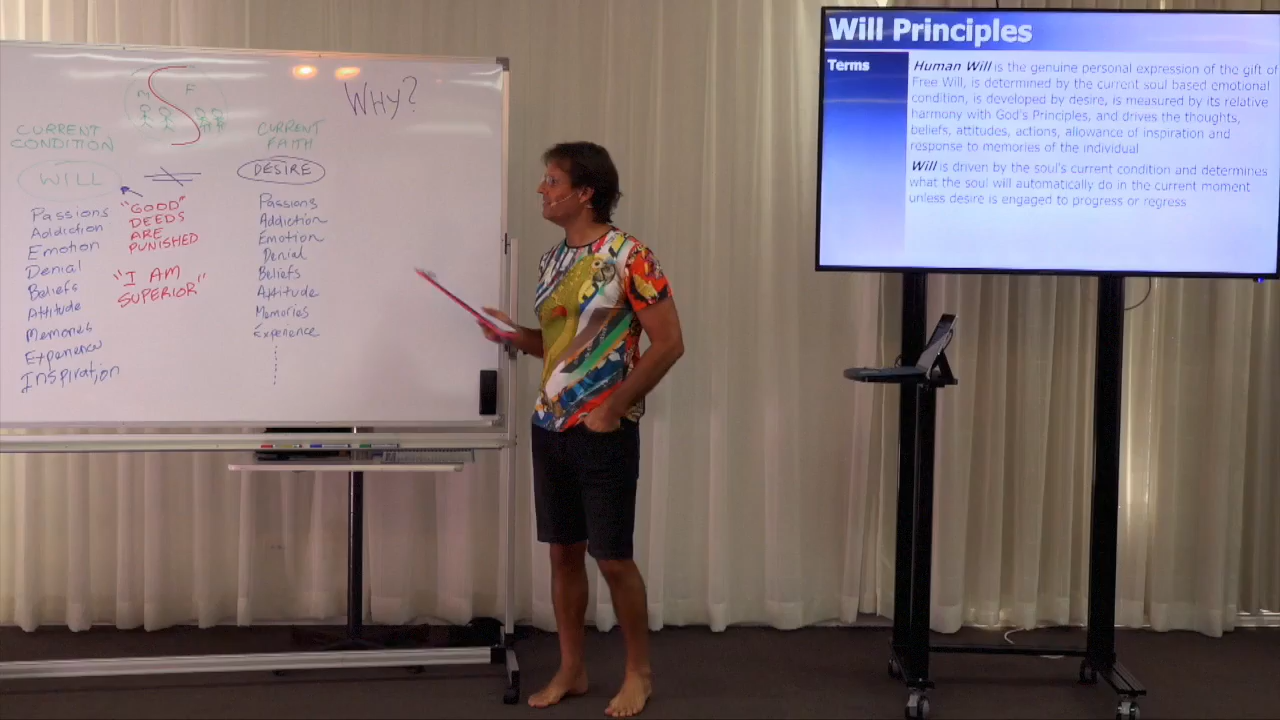 S
M F
CURRENT
CONDITION
WILL
Passions
Addiction
Emotion
Denial
Beliefs
Attitude
Memories
Experience
Inspiration
"GOOD"
DEEDS
ARE
PUNISHED
"I AM
SUPERIOR"
CURRENT
FAITH
DESIRE
Passions
Addiction
Emotion
Denial
Beliefs
Attitude
Memories
Experience
WHY?
Will Principles
Terms
Human Will is the genuine personal expression of the gift of
Free Will, is determined by the current soul based emotional
condition, is developed by desire, is measured by its relative
harmony with God's Principles, and drives the thoughts,
beliefs, attitudes, actions, allowance of inspiration and
response to memories of the individual
Will is driven by the soul's current condition and determines
what the soul will automatically do in the current moment
unless desire is engaged to progress or regress